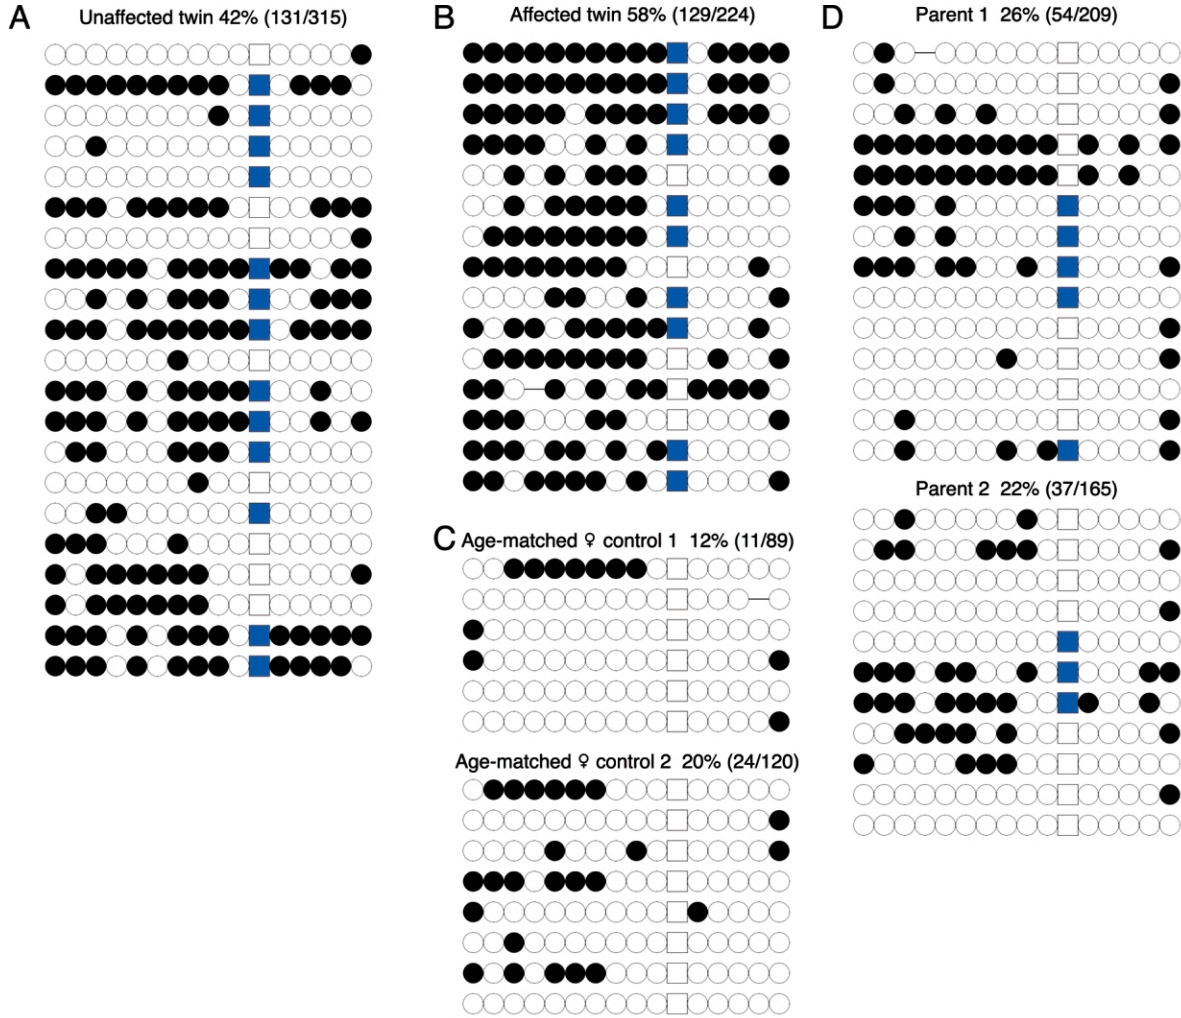 A
Unaffected twin 42% (131/315)
B
Affected twin 58% (129/224)
C
Age-matched ♀ control 1 12% (11/89)
Age-matched ♀ control 2 20% (24/120)
D
Parent 1 26% (54/209)
Parent 2 22% (37/165)